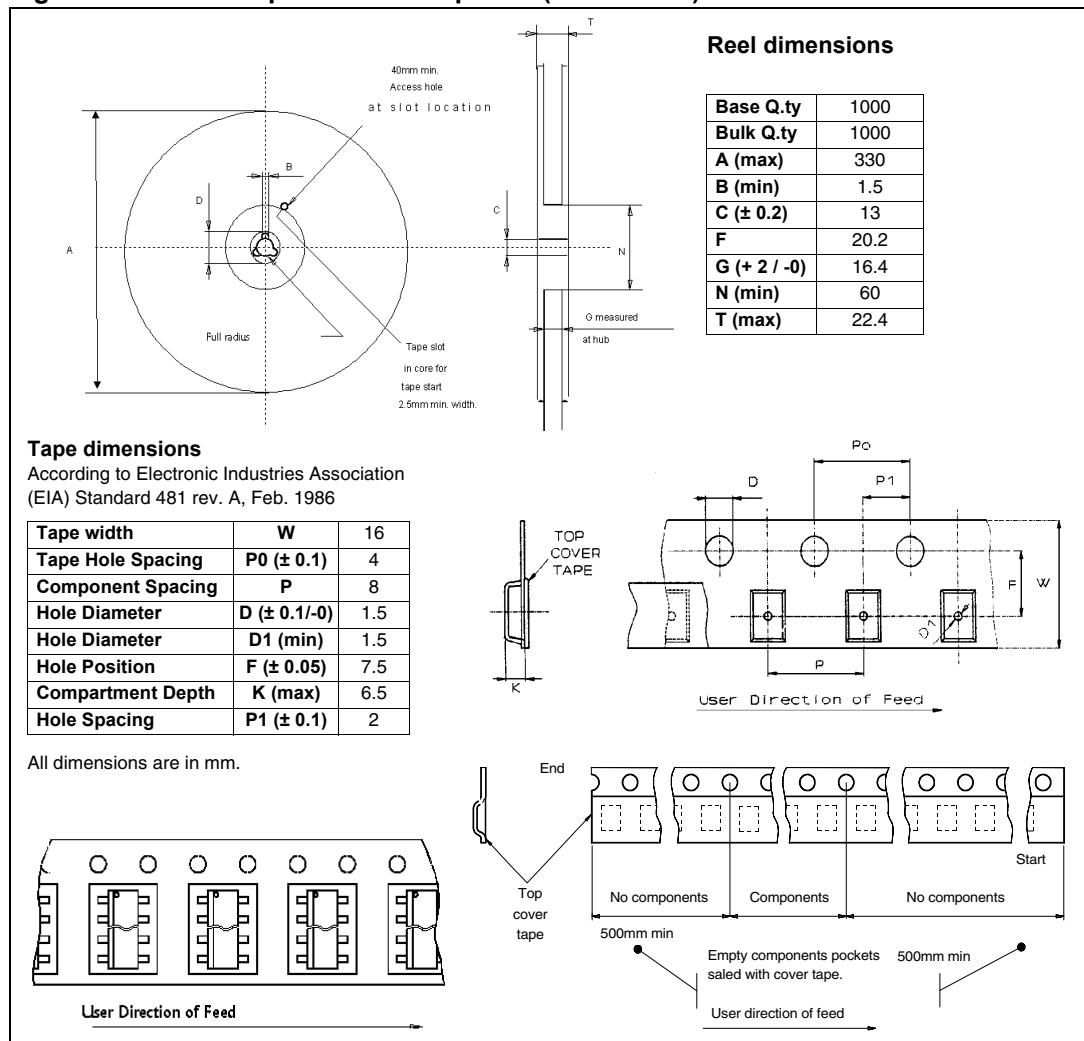 T
Reel dimensions
40mm min.
Access hole
at slot location
Base Q.ty 1000
Bulk Q.ty 1000
A (max) 330
B (min) 1.5
C (± 0.2) 13
F 20.2
G (+ 2 / -0) 16.4
N (min) 60
T (max) 22.4
B
D
C
A
N
Full radius
G measured
at hub
Tape slot
in core for
tape start
2.5mm min. width.
Tape dimensions
According to Electronic Industries Association
(EIA) Standard 481 rev. A, Feb. 1986
Tape width W 16
Tape Hole Spacing P0 (± 0.1) 4
Component Spacing P 8
Hole Diameter D (± 0.1/-0) 1.5
Hole Diameter D1 (min) 1.5
Hole Position F (± 0.05) 7.5
Compartment Depth K (max) 6.5
Hole Spacing P1 (± 0.1) 2
All dimensions are in mm.
Po
D
P1
TOP
COVER
TAPE
F
W
D1
P
K
User Direction of Feed
End
Start
Top
cover
tape
No components
Components
No components
500mm min
Empty components pockets
saled with cover tape.
500mm min
User direction of feed
User Direction of Feed